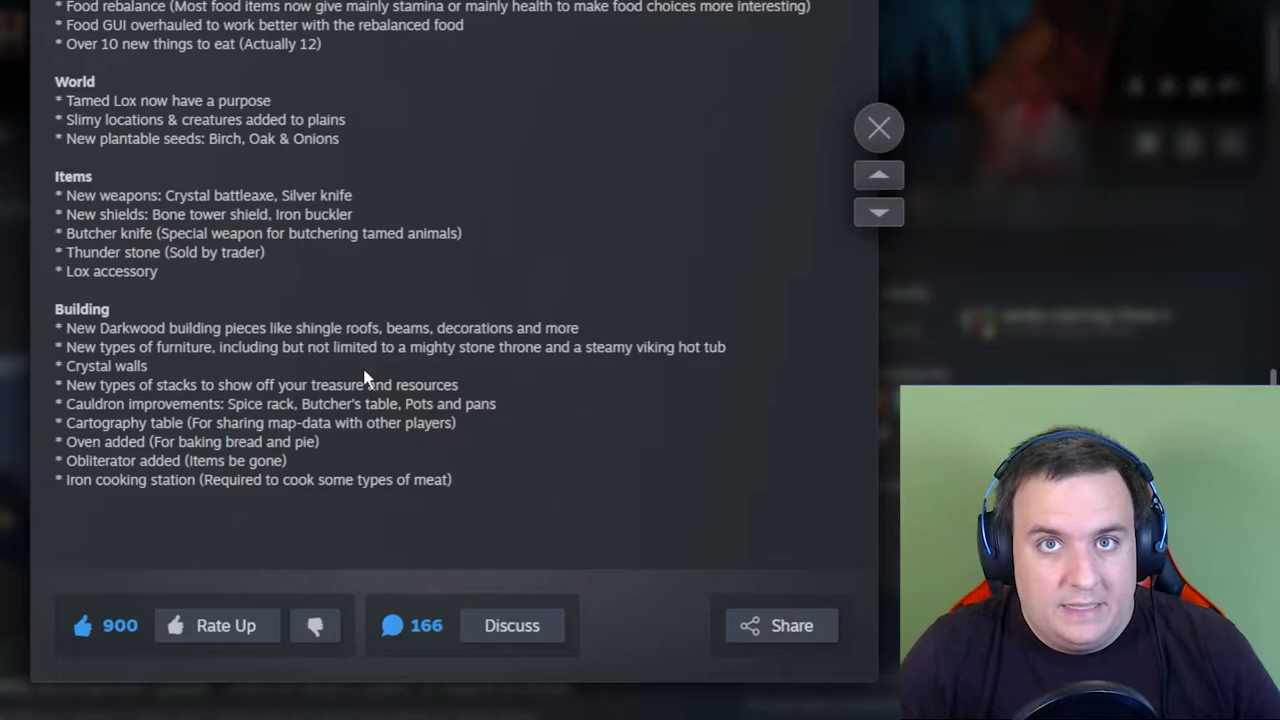 * Food rebalance (Most food items now give mainly stamina or mainly health to make food choices more interesting)
* Food GUI overhauled to work better with the rebalanced food
* Over 10 new things to eat (Actually 12)
World
* Tamed Lox now have a purpose
* Slimy locations & creatures added to plains
* New plantable seeds: Birch, Oak & Onions
Items
* New weapons: Crystal battleaxe, Silver knife
* New shields: Bone tower shield, Iron buckler
* Butcher knife (Special weapon for butchering tamed animals)
* Thunder stone (Sold by trader)
* Lox accessory
Building
* New Darkwood building pieces like shingle roofs, beams, decorations and more
* New types of furniture, including but not limited to a mighty stone throne and a steamy viking hot tub
* Crystal walls
* New types of stacks to show off your treasure and resources
* Cauldron improvements: Spice rack, Butcher's table, Pots and pans
* Cartography table (For sharing map-data with other players)
* Oven added (For baking bread and pie)
* Obliterator added (Items be gone)
* Iron cooking station (Required to cook some types of meat)
900 Rate Up 166 Discuss Share